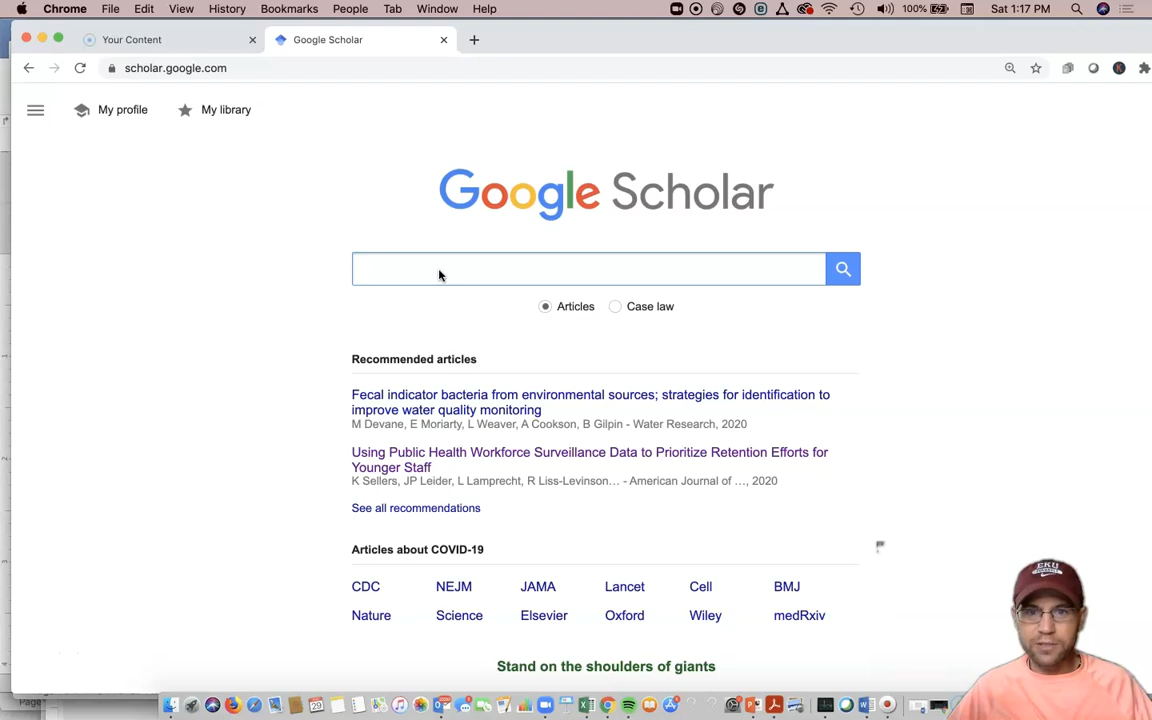 Chrome File Edit View History Bookmarks People Tab Window Help 100% Sat 1:17 PM
Your Content Google Scholar
scholar.google.com
My profile My library
Google Scholar
Articles Case law
Recommended articles
Fecal indicator bacteria from environmental sources; strategies for identification to
improve water quality monitoring
M Devane, E Moriarty, L Weaver, A Cookson, B Gilpin - Water Research, 2020
Using Public Health Workforce Surveillance Data to Prioritize Retention Efforts for
Younger Staff
K Sellers, JP Leider, L Lamprecht, R Liss-Levinson… - American Journal of …, 2020
See all recommendations
Articles about COVID-19
CDC NEJM JAMA Lancet Cell BMJ
Nature Science Elsevier Oxford Wiley medRxiv
EKU
Stand on the shoulders of giants
Page